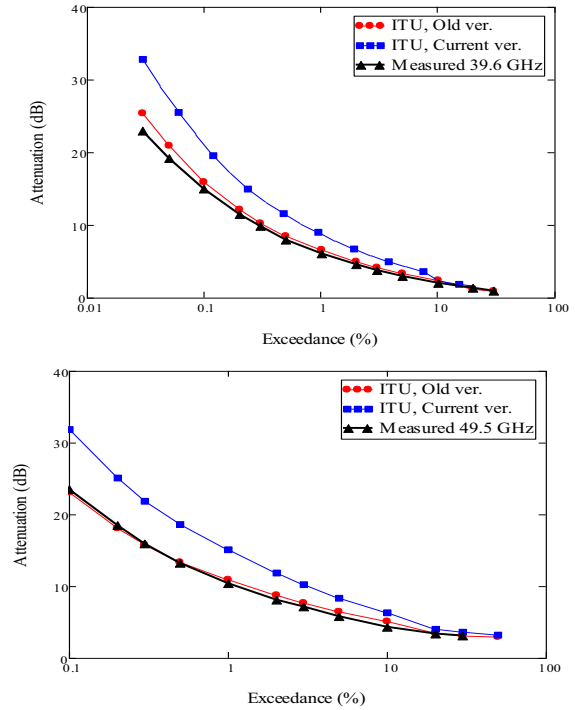 40
30
20
10
0
Attenuation (dB)
ITU, Old ver.
ITU, Current ver.
Measured 39.6 GHz
0.01 0.1 1 10 100
Exceedance (%)
40
30
20
10
0
Attenuation (dB)
ITU, Old ver.
ITU, Current ver.
Measured 49.5 GHz
0.1 1 10 100
Exceedance (%)